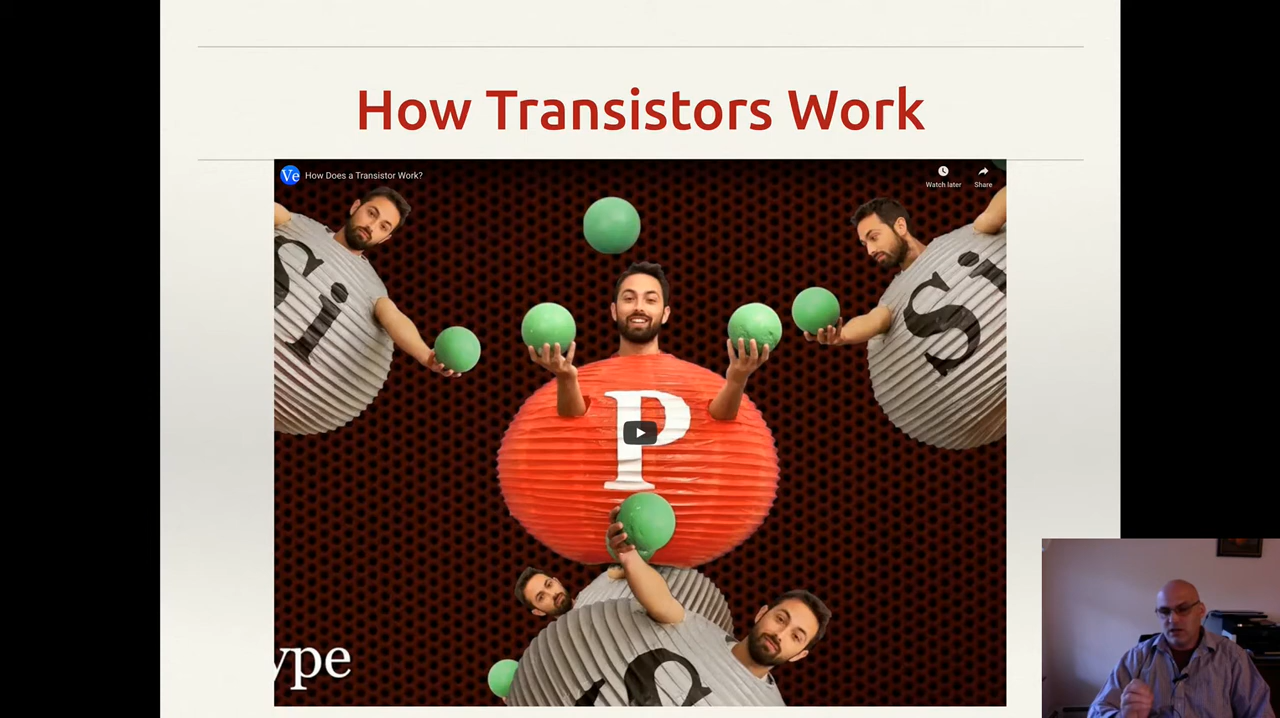 How Transistors Work
Ve How Does a Transistor Work?
Watch later
Share
Si
Si
P
S
ype